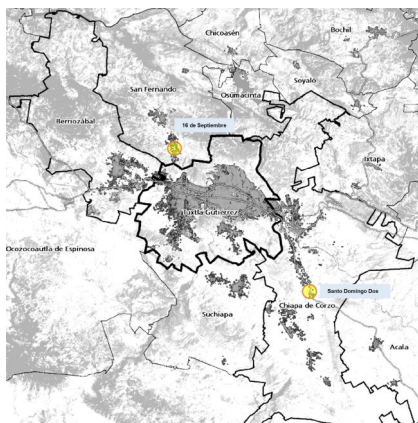 Chicoasén
Bochil
San Fernando
Soyaló
Osumacinta
16 de Septiembre
Berriozábal
Ixtapa
Tuxtla Gutiérrez
Ocozocoautla de Espinosa
Santo Domingo Dos
Chiapa de Corzo
Suchiapa
Acala